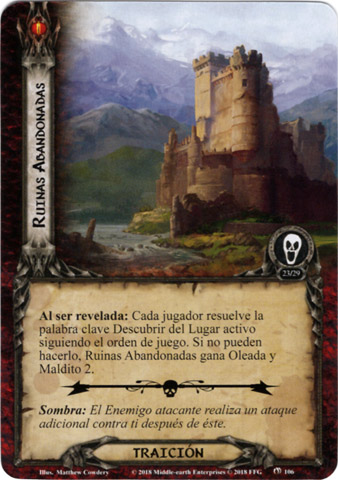 RUINAS ABANDONADAS
23/29
Al ser revelada: Cada jugador resuelve la
palabra clave Descubrir del Lugar activo
siguiendo el orden de juego. Si no pueden
hacerlo, Ruinas Abandonadas gana Oleada y
Maldito 2.
Sombra: El Enemigo atacante realiza un ataque
adicional contra ti después de éste.
TRAICIÓN
Illus. Matthew Cowdery © 2018 Middle-earth Enterprises © 2018 FFG. 106